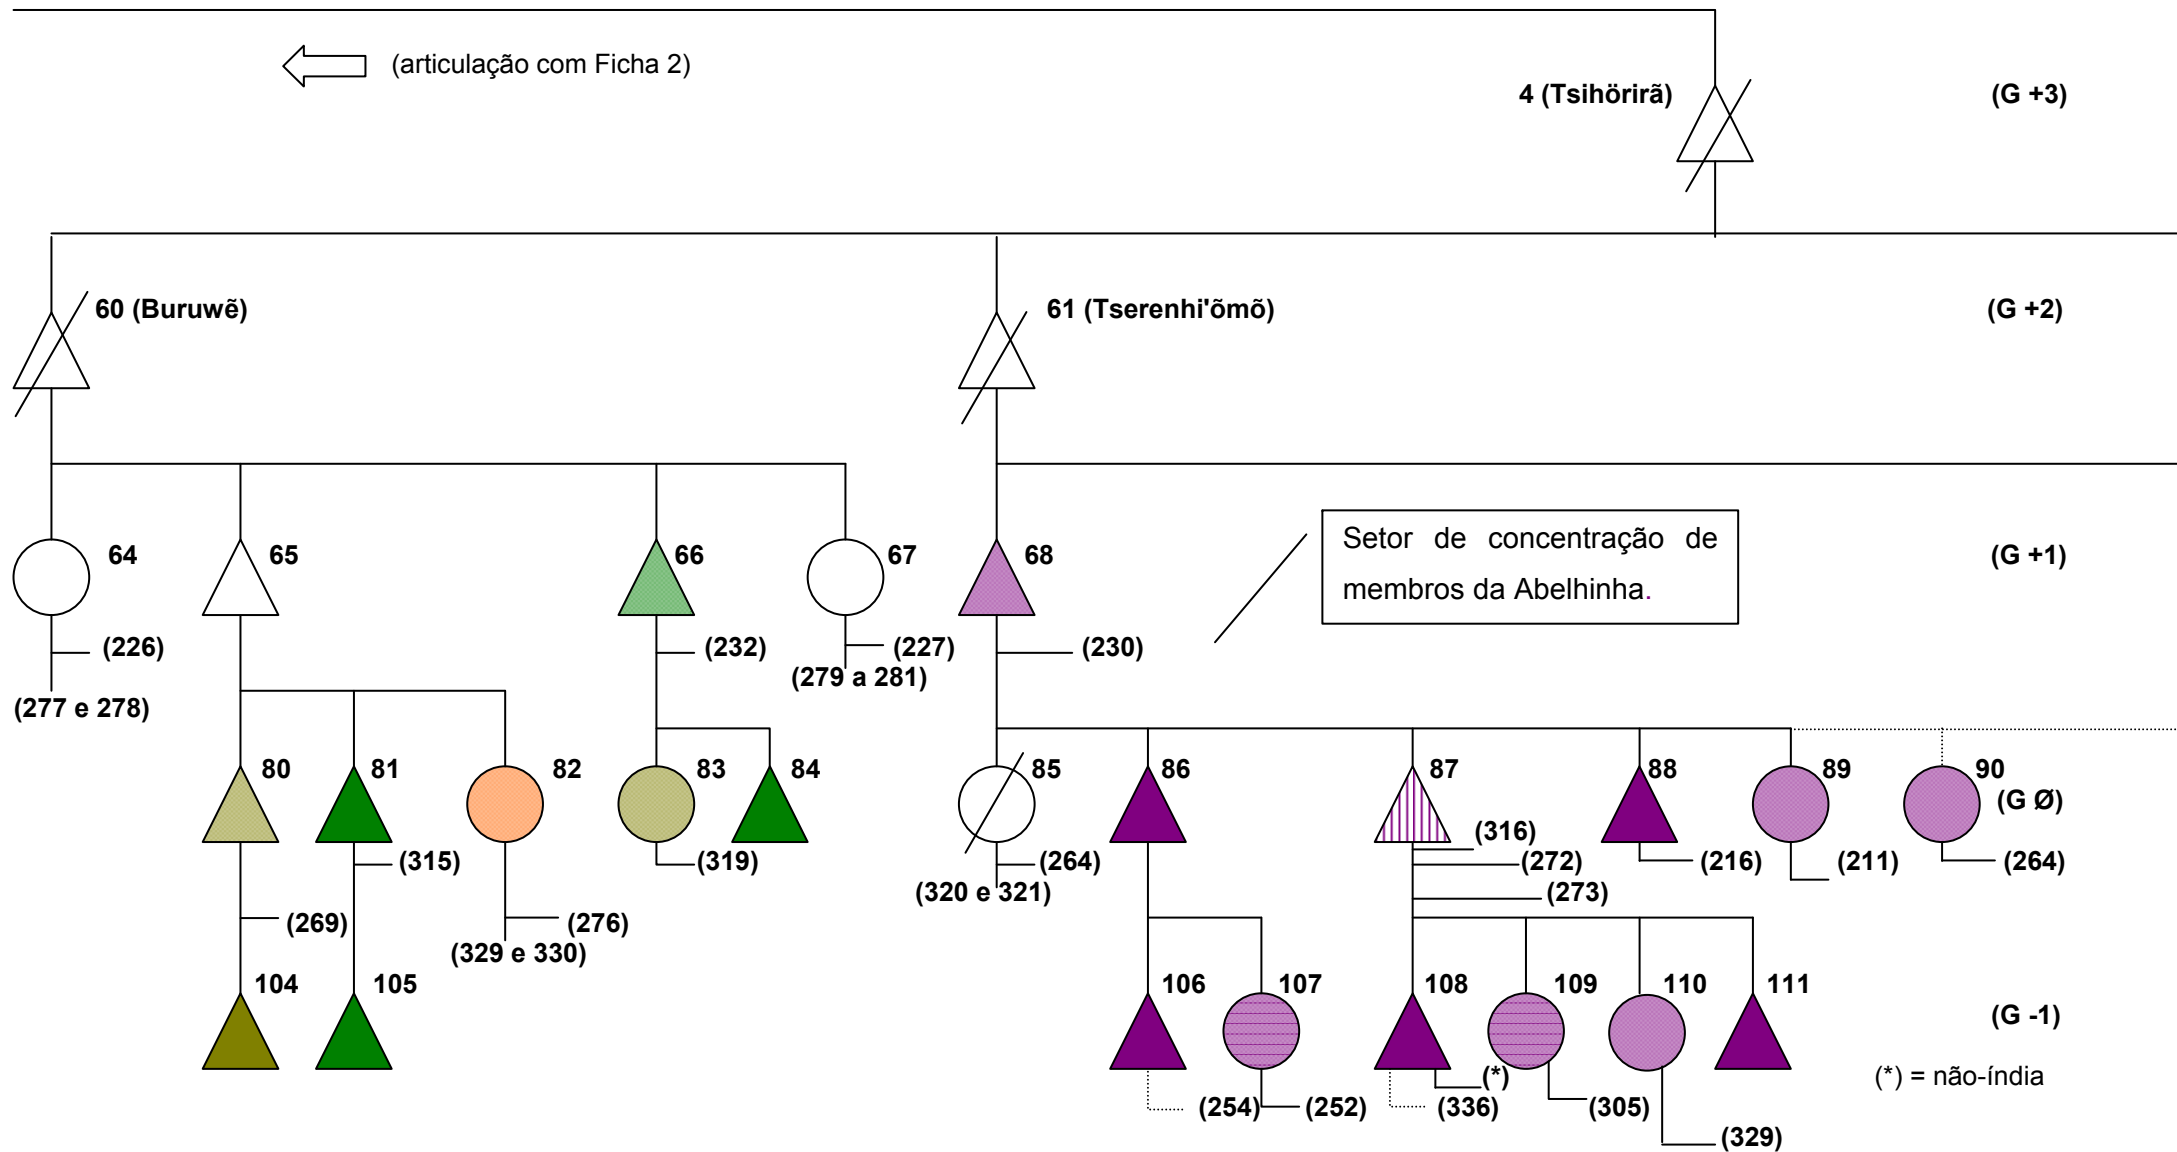 (articulação com Ficha 2)
4 (Tsihörirã)
(G +3)
60 (Buruwẽ)
61 (Tserenhi'õmõ)
(G +2)
Setor de concentração de
membros da Abelhinha.
64
65
66
67
68
(G +1)
(226)
(232)
(227)
(230)
(277 e 278)
(279 a 281)
80
81
82
83
84
85
86
87
88
89
90
(G Ø)
(315)
(319)
(264)
(316)
(272)
(273)
(216)
(211)
(264)
(320 e 321)
(269)
(276)
(329 e 330)
104
105
106
107
108
109
110
111
(G -1)
(*)
(*) = não-índia
(254)
(252)
(336)
(305)
(329)